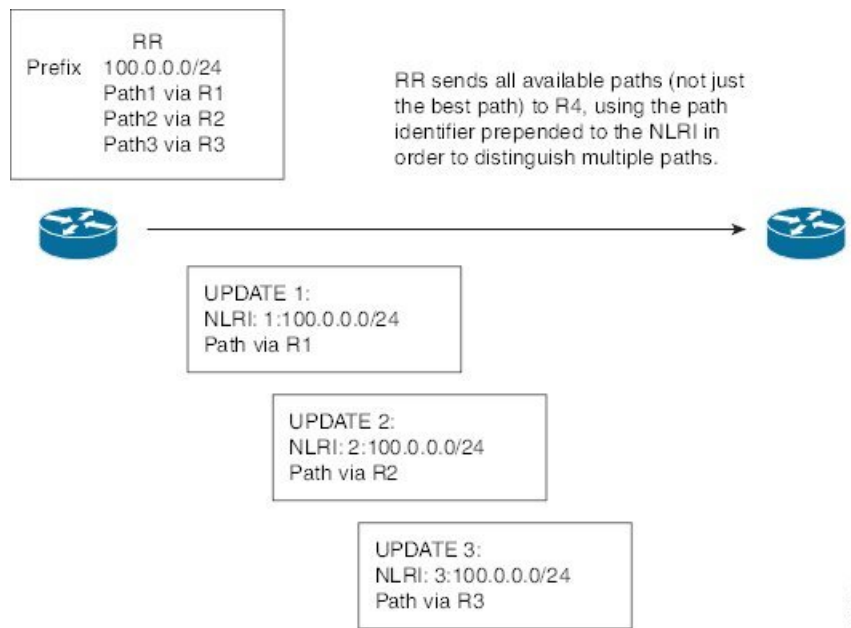 RR
Prefix 100.0.0.0/24
Path1 via R1
Path2 via R2
Path3 via R3
RR sends all available paths (not just
the best path) to R4, using the path
identifier prepended to the NLRI in
order to distinguish multiple paths.
UPDATE 1:
NLRI: 1:100.0.0.0/24
Path via R1
UPDATE 2:
NLRI: 2:100.0.0.0/24
Path via R2
UPDATE 3:
NLRI: 3:100.0.0.0/24
Path via R3